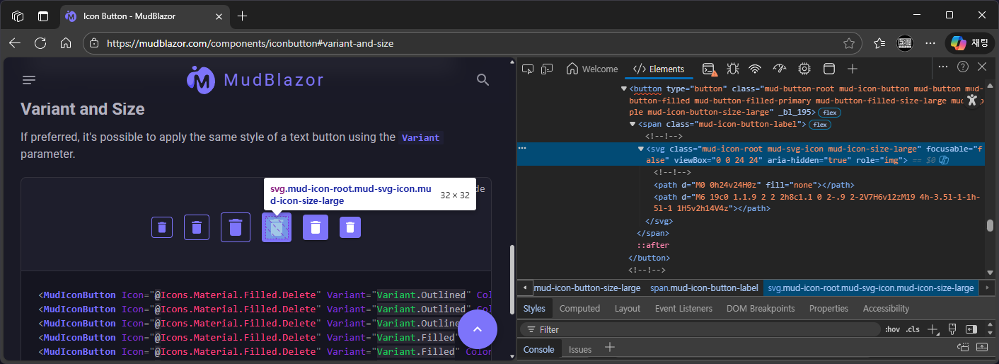 Icon Button - MudBlazor
https://mudblazor.com/components/iconbutton#variant-and-size
채팅
MudBlazor
Variant and Size
If preferred, it's possible to apply the same style of a text button using the Variant
parameter.
de
svg.mud-icon-root.mud-svg-icon.mu
d-icon-size-large
32 × 32
<MudIconButton Icon="@Icons.Material.Filled.Delete" Variant="Variant.Outlined" Colo
<MudIconButton Icon="@Icons.Material.Filled.Delete" Variant="Variant.Outlined" Colo
<MudIconButton Icon="@Icons.Material.Filled.Delete" Variant="Variant.Outline
<MudIconButton Icon="@Icons.Material.Filled.Delete" Variant="Variant.Filled"
<MudIconButton Icon="@Icons.Material.Filled.Delete" Variant="Variant.Filled" Color
Welcome
Elements
<button type="button" class="mud-button-root mud-icon-button mud-button mud-
button-filled mud-button-filled-primary mud-button-filled-size-large mud ple mud-icon-button-size-large" _bl_195> flex
<span class="mud-icon-button-label"> flex
<!--!-->
<svg class="mud-icon-root mud-svg-icon mud-icon-size-large" focusable="f
alse" viewBox="0 0 24 24" aria-hidden="true" role="img"> == $0
<!--!-->
<path d="M0 0h24v24H0z" fill="none"></path>
<path d="M6 19c0 1.1.9 2 2 2h8c1.1 0 2-.9 2-2V7H6v12zM19 4h-3.5l-1-1h-
5l-1 1H5v2h14V4z"></path>
</svg>
</span>
::after
</button>
<!--!-->
mud-icon-button-size-large
span.mud-icon-button-label
svg.mud-icon-root.mud-svg-icon.mud-icon-size-large
Styles
Computed
Layout
Event Listeners
DOM Breakpoints
Properties
Accessibility
Filter
:hov
.cls
Console
Issues